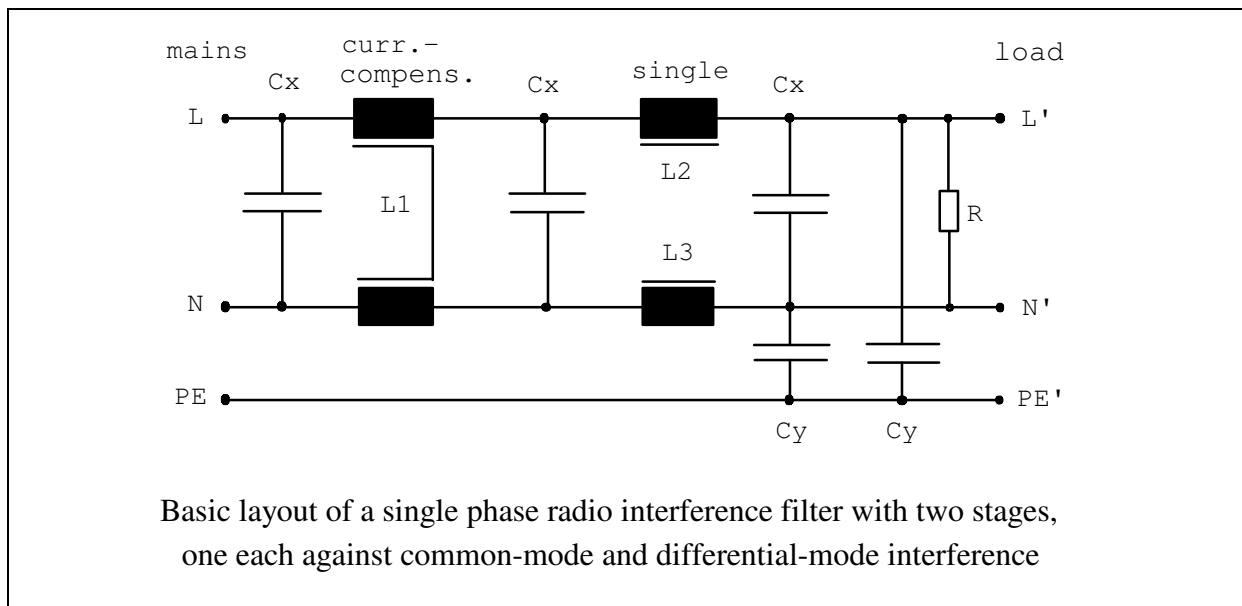 mains
curr.-
compens.
single
load
Cx
Cx
Cx
L
L'
L1
L2
R
L3
N
N'
PE
PE'
Cy
Cy
Basic layout of a single phase radio interference filter with two stages,
one each against common-mode and differential-mode interference